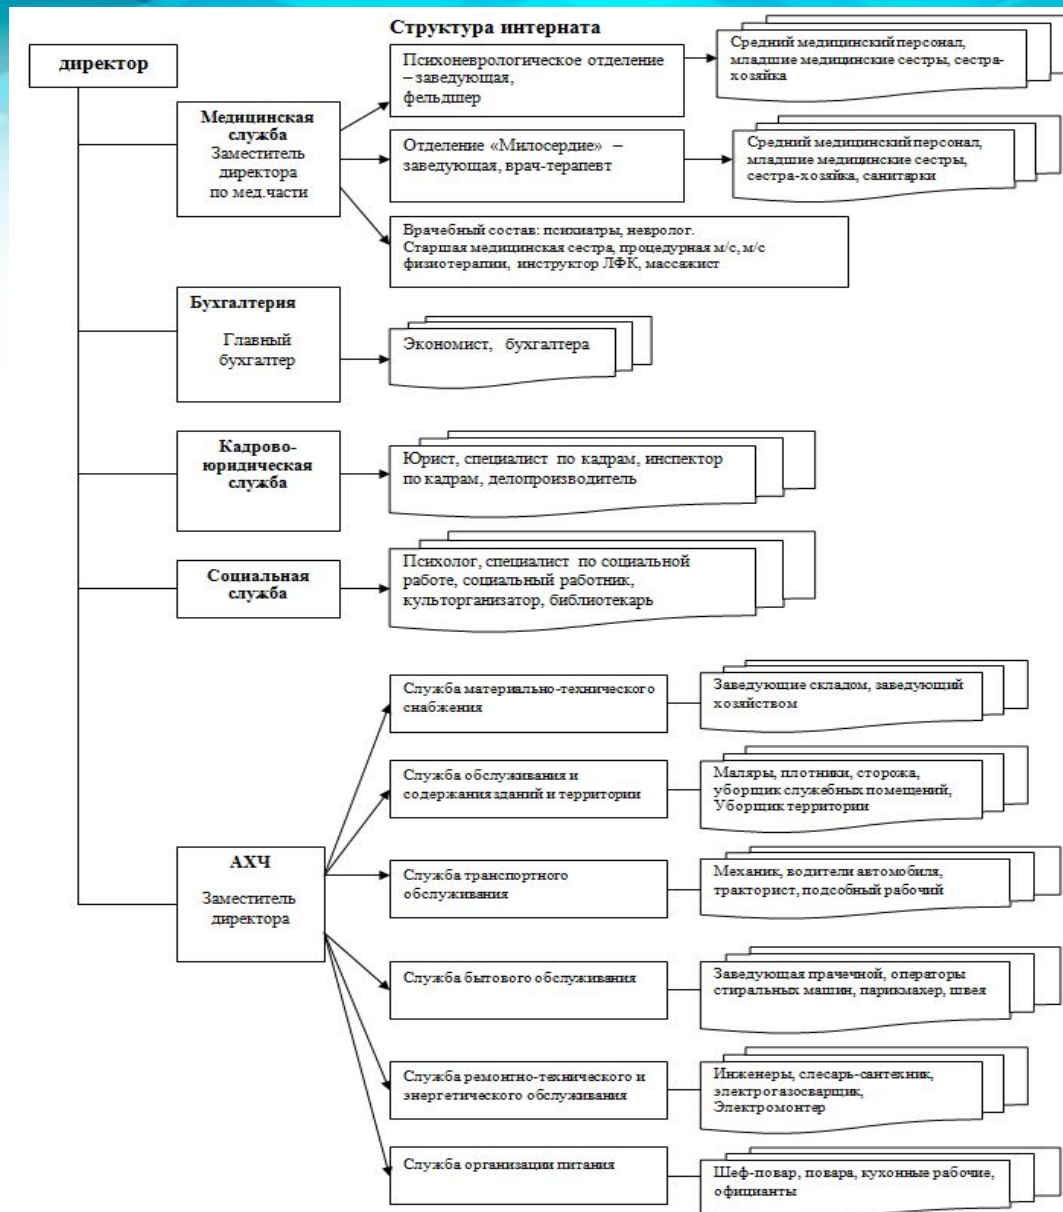 Структура интерната
директор
Медицинская
служба
Заместитель
директора
по мед.части
Психоневрологическое отделение
– заведующая,
фельдшер
Средний медицинский персонал,
младшие медицинские сестры, сестра-
хозяйка
Отделение «Милосердие» –
заведующая, врач-терапевт
Средний медицинский персонал,
младшие медицинские сестры,
сестра-хозяйка, санитарки
Врачебный состав: психиатры, невролог.
Старшая медицинская сестра, процедурная м/с, м/с
физиотерапии, инструктор ЛФК, массажист
Бухгалтерия
Главный
бухгалтер
Экономист, бухгалтера
Кадрово-
юридическая
служба
Юрист, специалист по кадрам, инспектор
по кадрам, делопроизводитель
Социальная
служба
Психолог, специалист по социальной
работе, социальный работник,
культорганизатор, библиотекарь
АХЧ
Заместитель
директора
Служба материально-технического
снабжения
Заведующие складом, заведующий
хозяйством
Служба обслуживания и
содержания зданий и территории
Маляры, плотники, сторожа,
уборщик служебных помещений,
Уборщик территории
Служба транспортного
обслуживания
Механик, водители автомобиля,
тракторист, подсобный рабочий
Служба бытового обслуживания
Заведующая прачечной, операторы
стиральных машин, парикмахер, швея
Служба ремонтно-технического и
энергетического обслуживания
Инженеры, слесарь-сантехник,
электрогазосварщик,
Электромонтер
Служба организации питания
Шеф-повар, повара, кухонные рабочие,
официанты